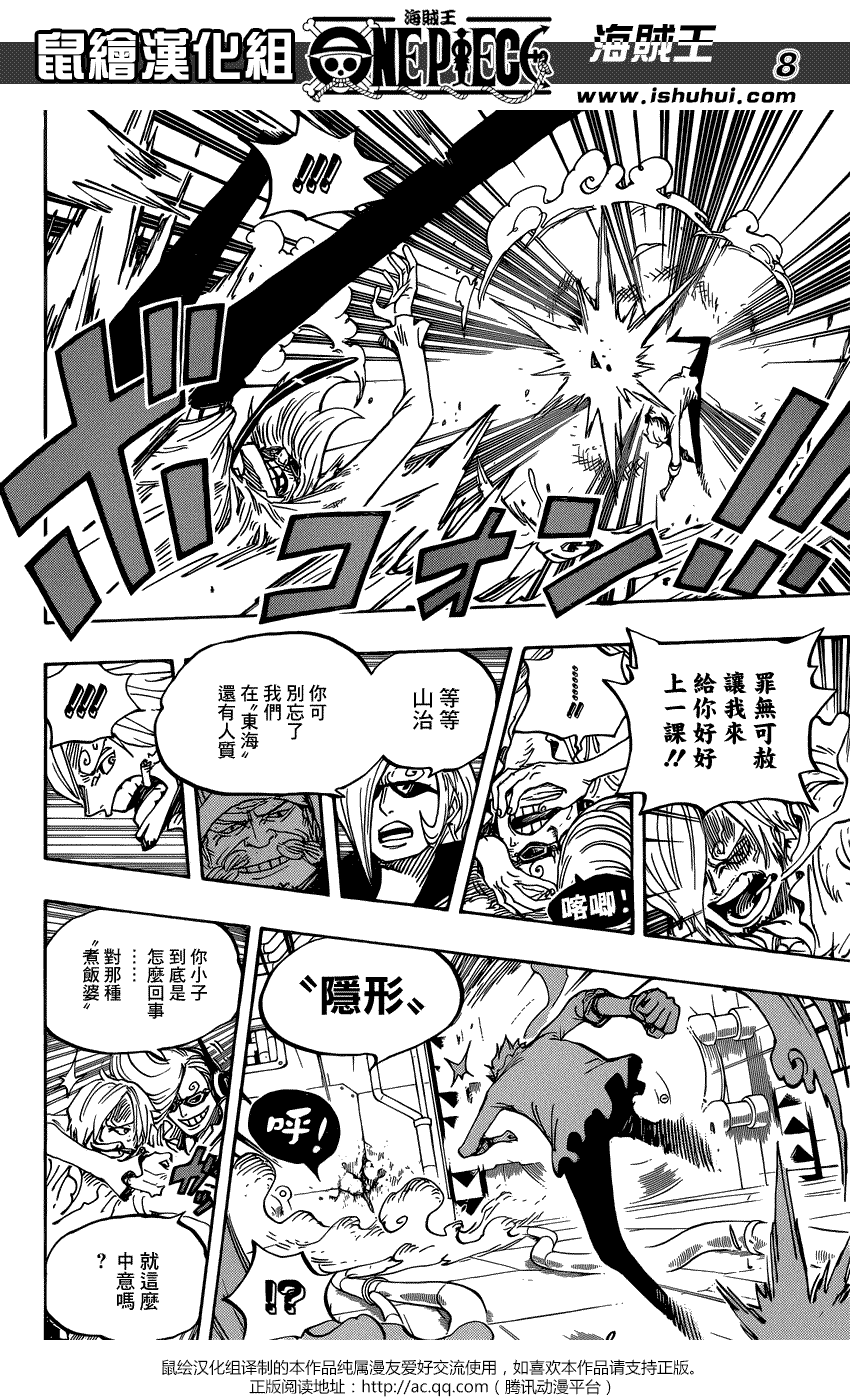 鼠繪漢化組
海賊王
ONE PIECE
海賊王
8
www.ishuhui.com
!!!
ボコォン!!!
罪無可赦
讓我來
給你好好
上一課!!
等等
山治
你可
別忘了
我們
在〝東海〟
還有人質
!!!
喀唧!
〝隱形〟
呼!
!?
你小子
到底是
怎麼回事
……
對那種
〝煮飯婆〟
就這麼
中意嗎
?
鼠绘汉化组译制的本作品纯属漫友爱好交流使用，如喜欢本作品请支持正版。
正版阅读地址：http://ac.qq.com（腾讯动漫平台）